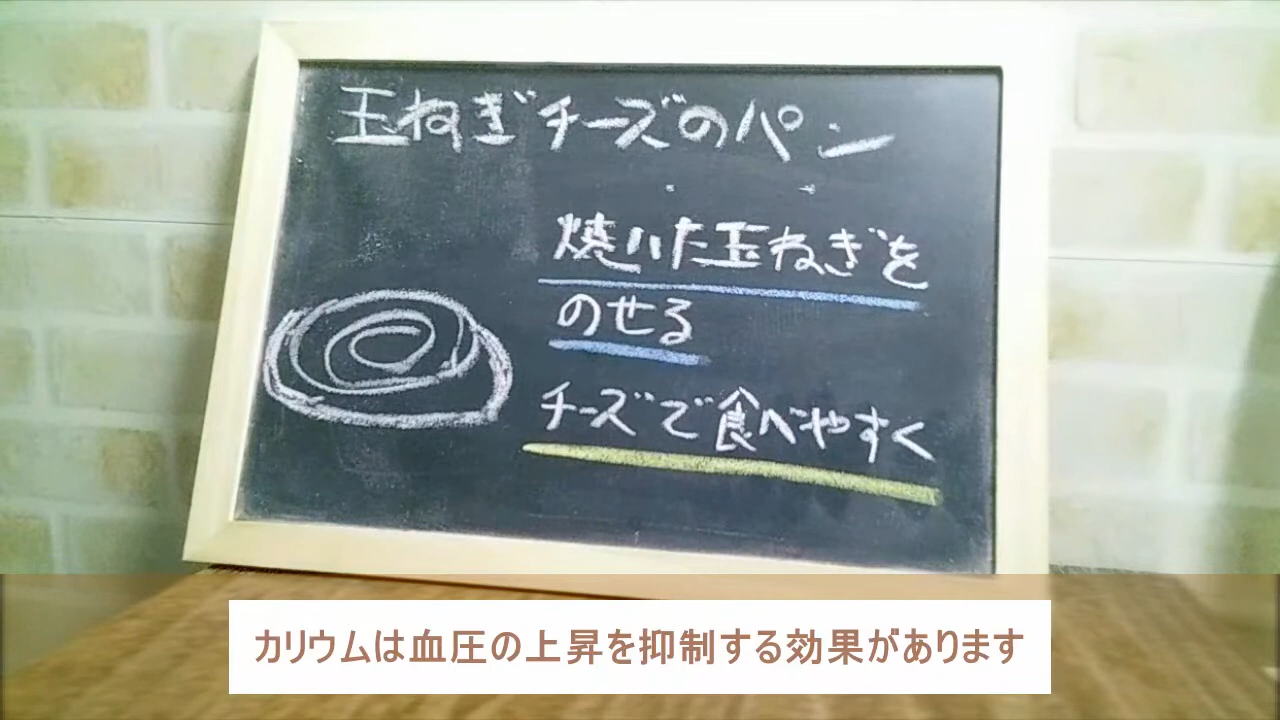 玉ねぎチーズのパン
焼いた玉ねぎを
のせる
チーズで食べやすく
カリウムは血圧の上昇を抑制する効果があります